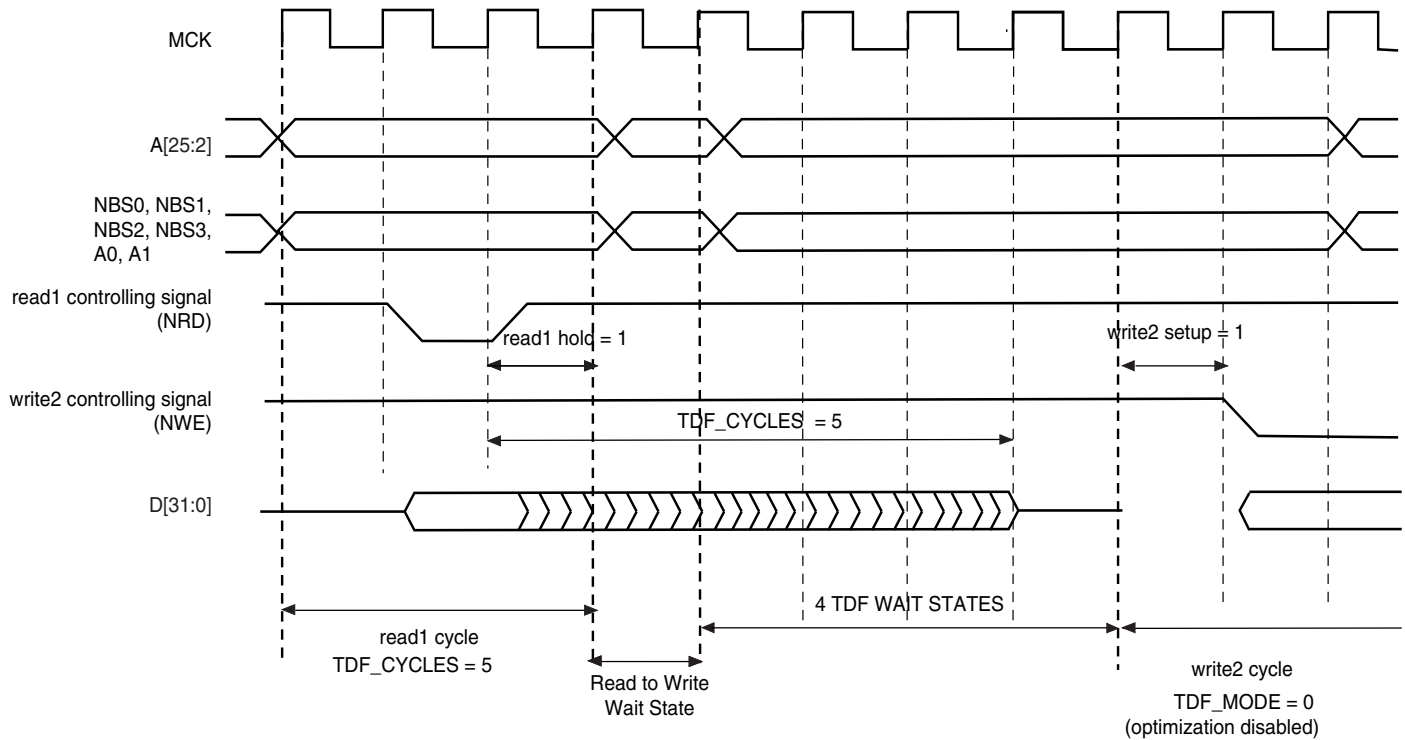 MCK
A[25:2]
NBS0, NBS1,
NBS2, NBS3,
A0, A1
read1 controlling signal
(NRD)
read1 hold = 1
write2 setup = 1
write2 controlling signal
(NWE)
TDF_CYCLES = 5
D[31:0]
4 TDF WAIT STATES
read1 cycle
TDF_CYCLES = 5
Read to Write
Wait State
write2 cycle
TDF_MODE = 0
(optimization disabled)